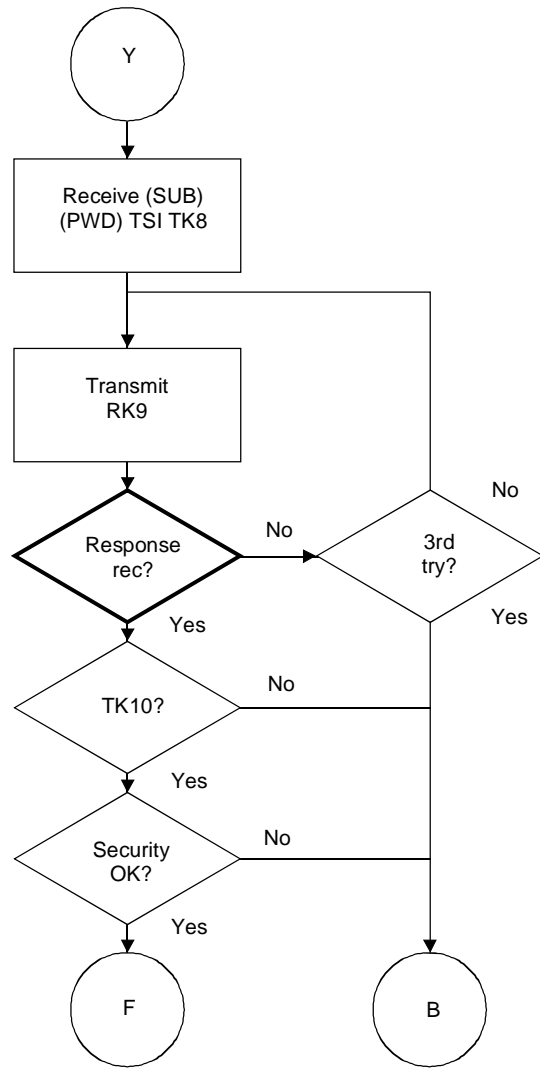 Y
Receive (SUB)
(PWD) TSI TK8
Transmit
RK9
No
Response
rec?
No
3rd
try?
Yes
Yes
TK10?
No
Yes
Security
OK?
No
Yes
F
B